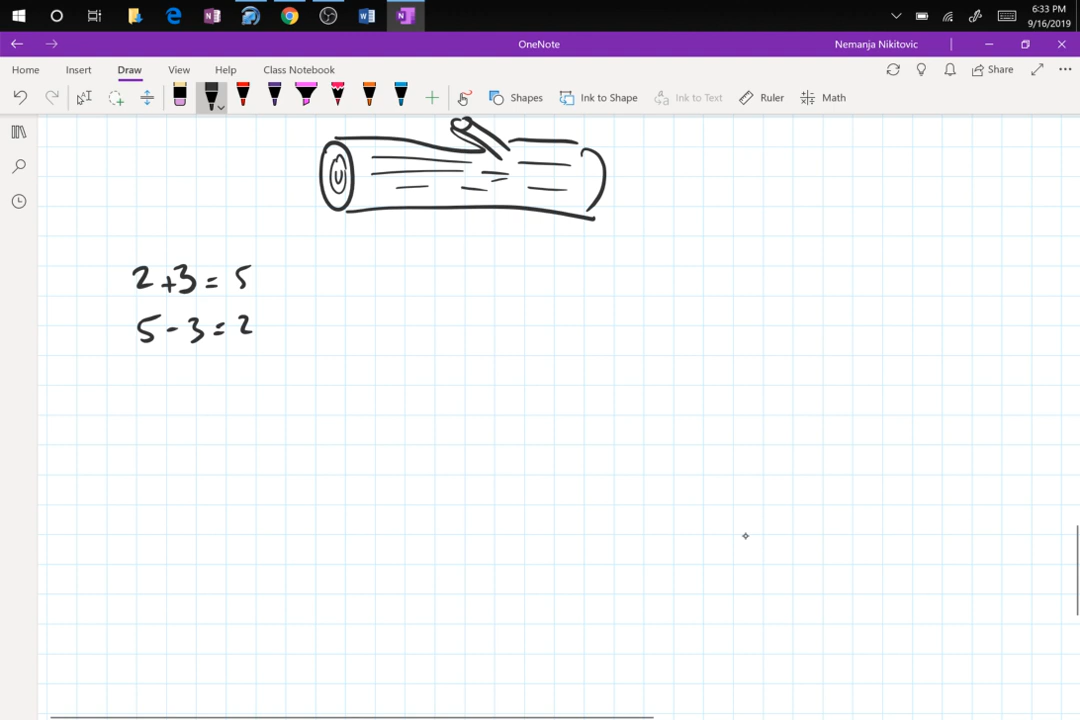 6:33 PM
9/16/2019
OneNote
Nemanja Nikitovic
Home Insert Draw View Help Class Notebook
Share
Shapes Ink to Shape Ink to Text Ruler Math
2+3=5
5-3=2